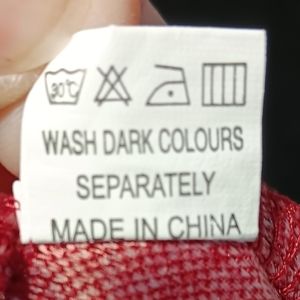 30°C
WASH DARK COLOURS
SEPARATELY
MADE IN CHINA